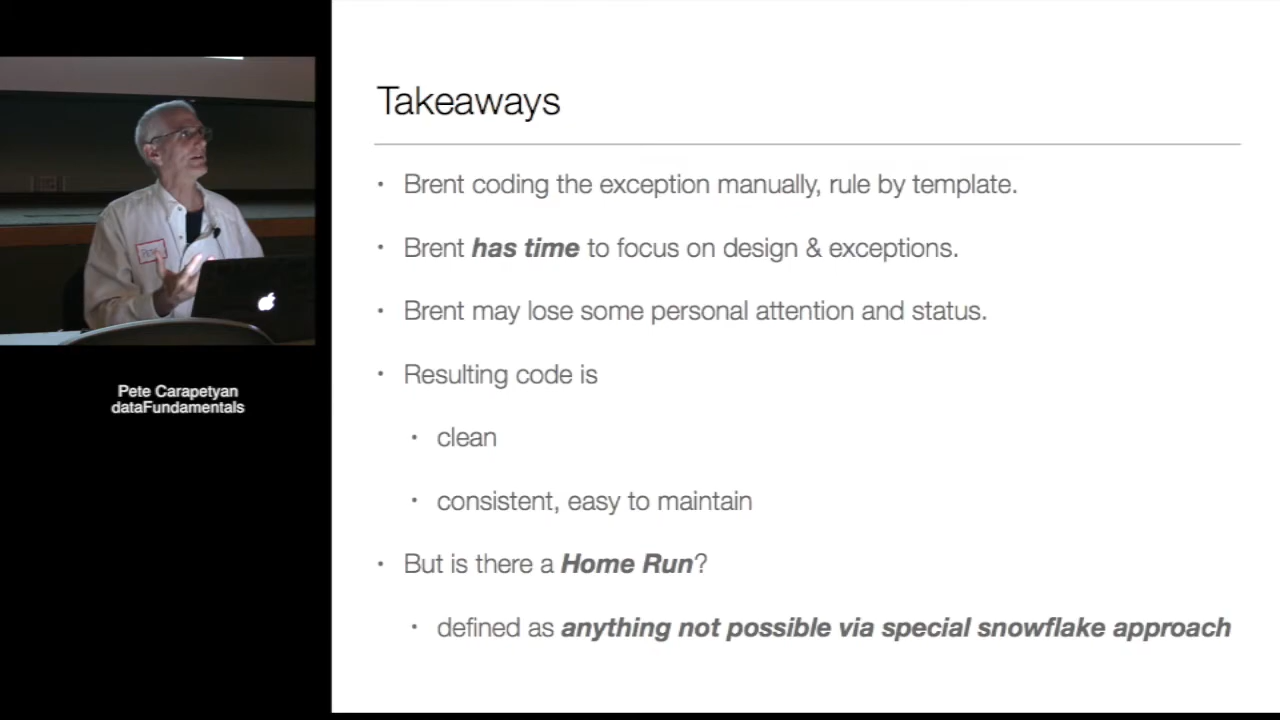 Takeaways
Brent coding the exception manually, rule by template.
Brent has time to focus on design & exceptions.
Brent may lose some personal attention and status.
Resulting code is
clean
consistent, easy to maintain
But is there a Home Run?
defined as anything not possible via special snowflake approach
Pete Carapetyan
dataFundamentals